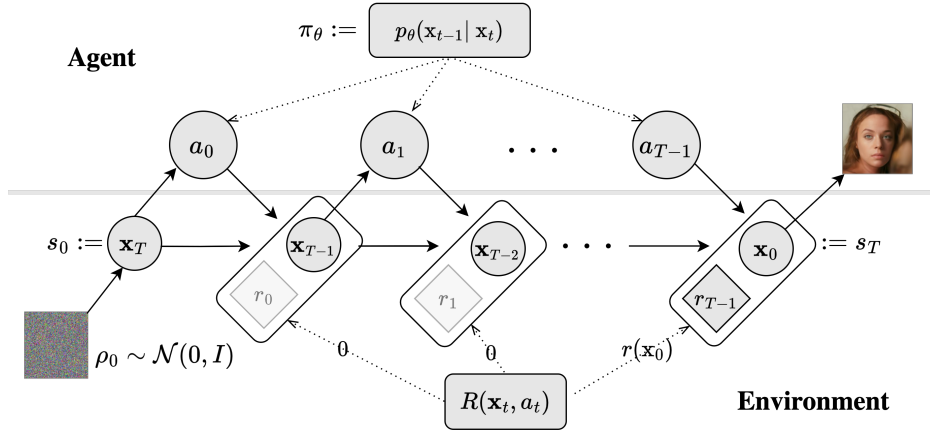 π_θ := p_θ(x_{t−1}| x_t)
Agent
a_0 a_1 . . . a_{T−1}
s_0 := x_T x_{T−1} x_{T−2} . . . x_0 := s_T
r_0 r_1 r_{T−1}
ρ_0 ∼ N(0, I) 0 0 r(x_0)
R(x_t, a_t)
Environment